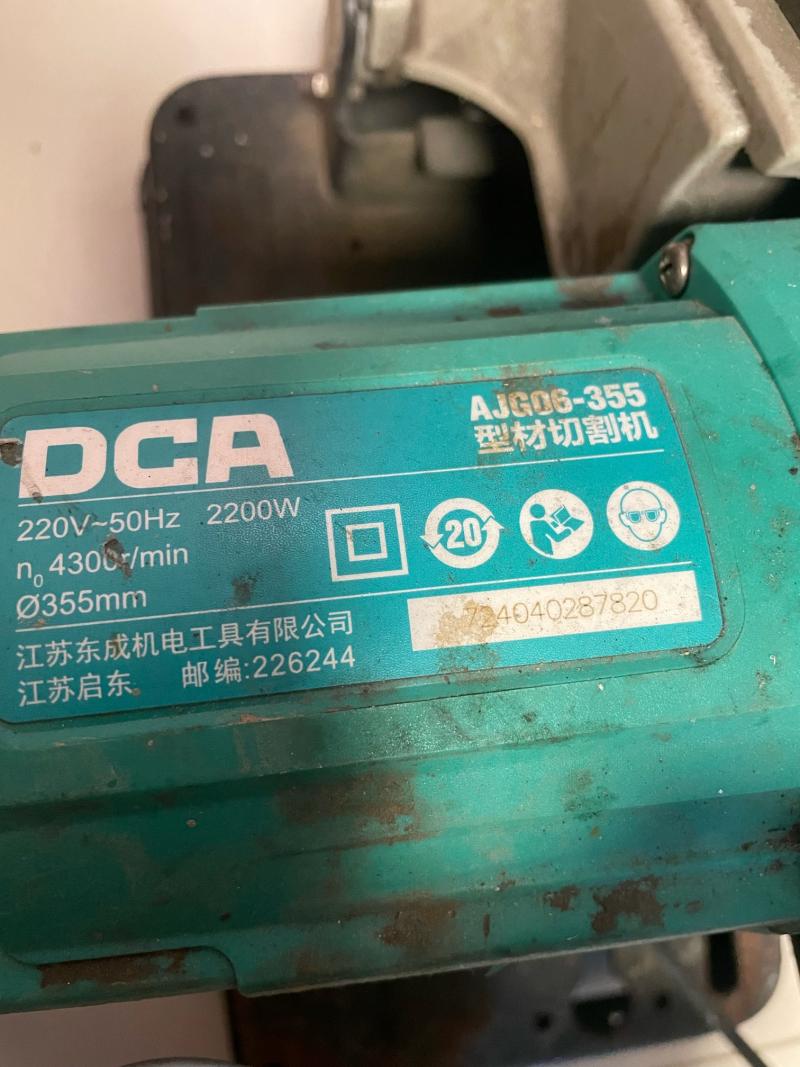 DCA
AJG06-355
型材切割机
220V~50Hz 2200W
n0 4300r/min
Ø355mm
20
724040287820
江苏东成机电工具有限公司
江苏启东 邮编:226244